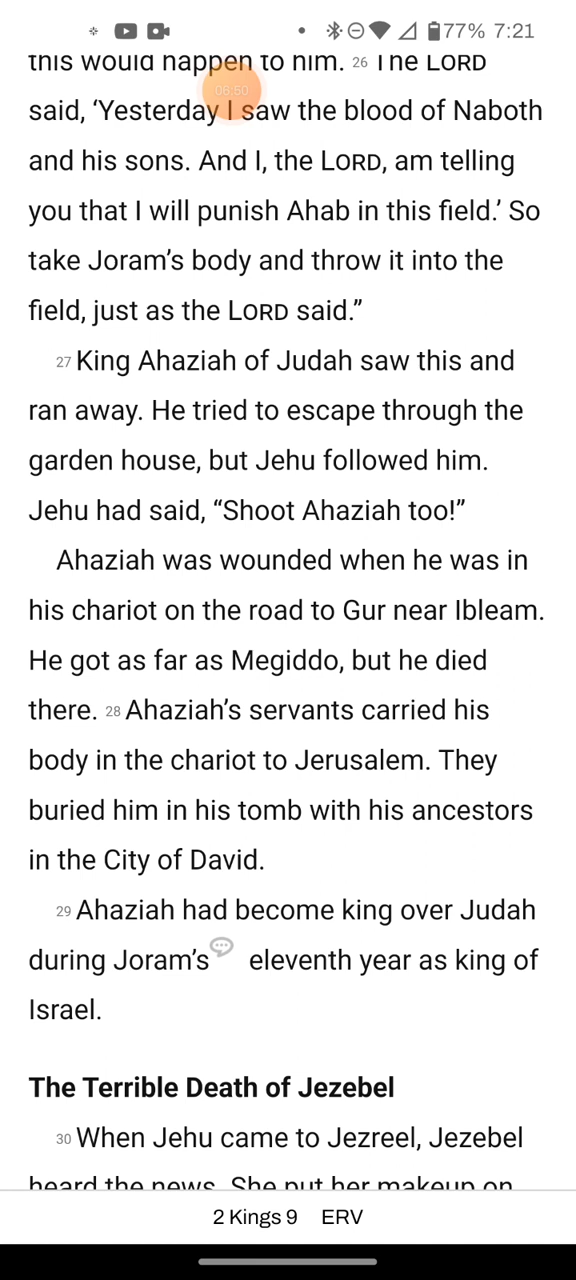 77% 7:21
this would happen to him. 26 The LORD
06:50
said, ‘Yesterday I saw the blood of Naboth
and his sons. And I, the LORD, am telling
you that I will punish Ahab in this field.’ So
take Joram’s body and throw it into the
field, just as the LORD said.”
27 King Ahaziah of Judah saw this and
ran away. He tried to escape through the
garden house, but Jehu followed him.
Jehu had said, “Shoot Ahaziah too!”
Ahaziah was wounded when he was in
his chariot on the road to Gur near Ibleam.
He got as far as Megiddo, but he died
there. 28 Ahaziah’s servants carried his
body in the chariot to Jerusalem. They
buried him in his tomb with his ancestors
in the City of David.
29 Ahaziah had become king over Judah
during Joram’s eleventh year as king of
Israel.
The Terrible Death of Jezebel
30 When Jehu came to Jezreel, Jezebel
heard the news. She put her makeup on
2 Kings 9 ERV